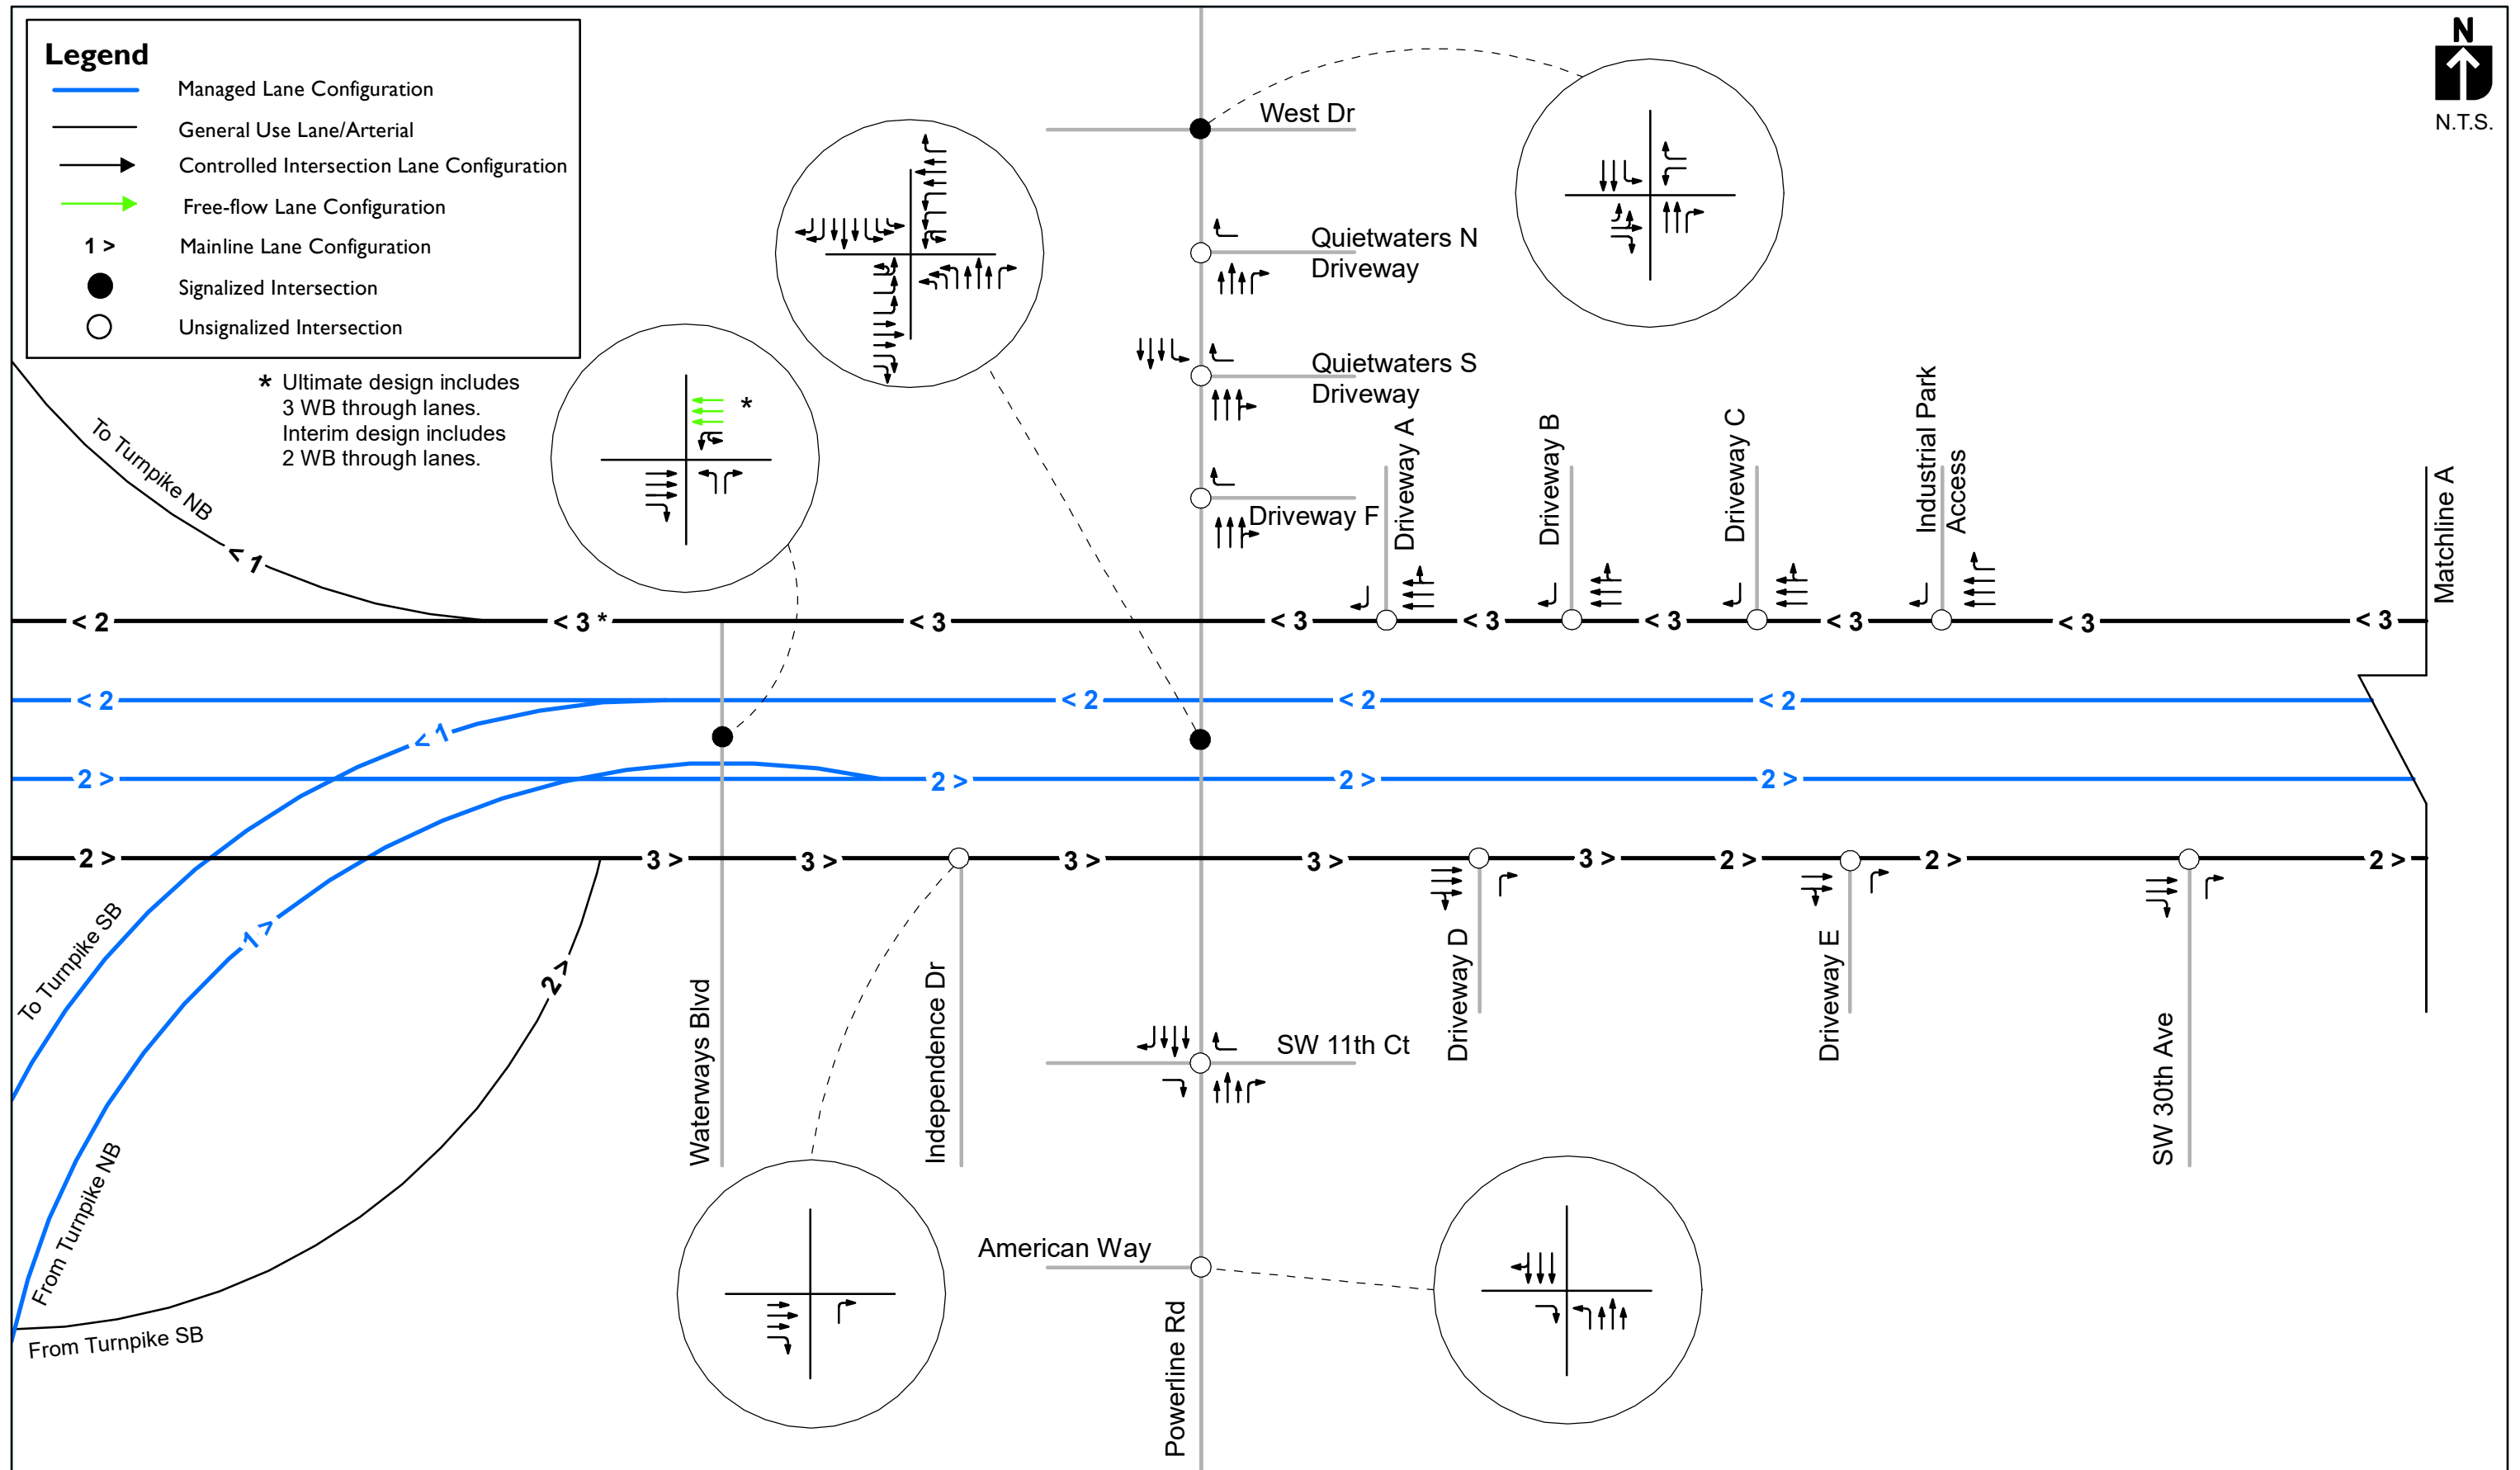 Legend
Managed Lane Configuration
General Use Lane/Arterial
Controlled Intersection Lane Configuration
Free-flow Lane Configuration
1 > Mainline Lane Configuration
Signalized Intersection
Unsignalized Intersection
* Ultimate design includes
3 WB through lanes.
Interim design includes
2 WB through lanes.
*
N
N.T.S.
West Dr
Quietwaters N
Driveway
Quietwaters S
Driveway
Driveway F
Driveway A
Driveway B
Driveway C
Industrial Park
Access
Matchline A
To Turnpike NB
< 1
< 2
< 3 *
< 3
< 3
< 3
< 3
< 3
< 3
< 3
< 2
< 2
< 2
< 2
< 1
2 >
2 >
2 >
2 >
2 >
3 >
3 >
3 >
3 >
3 >
2 >
2 >
2 >
To Turnpike SB
1 >
2 >
From Turnpike NB
From Turnpike SB
Waterways Blvd
Independence Dr
Driveway D
Driveway E
SW 30th Ave
SW 11th Ct
American Way
Powerline Rd